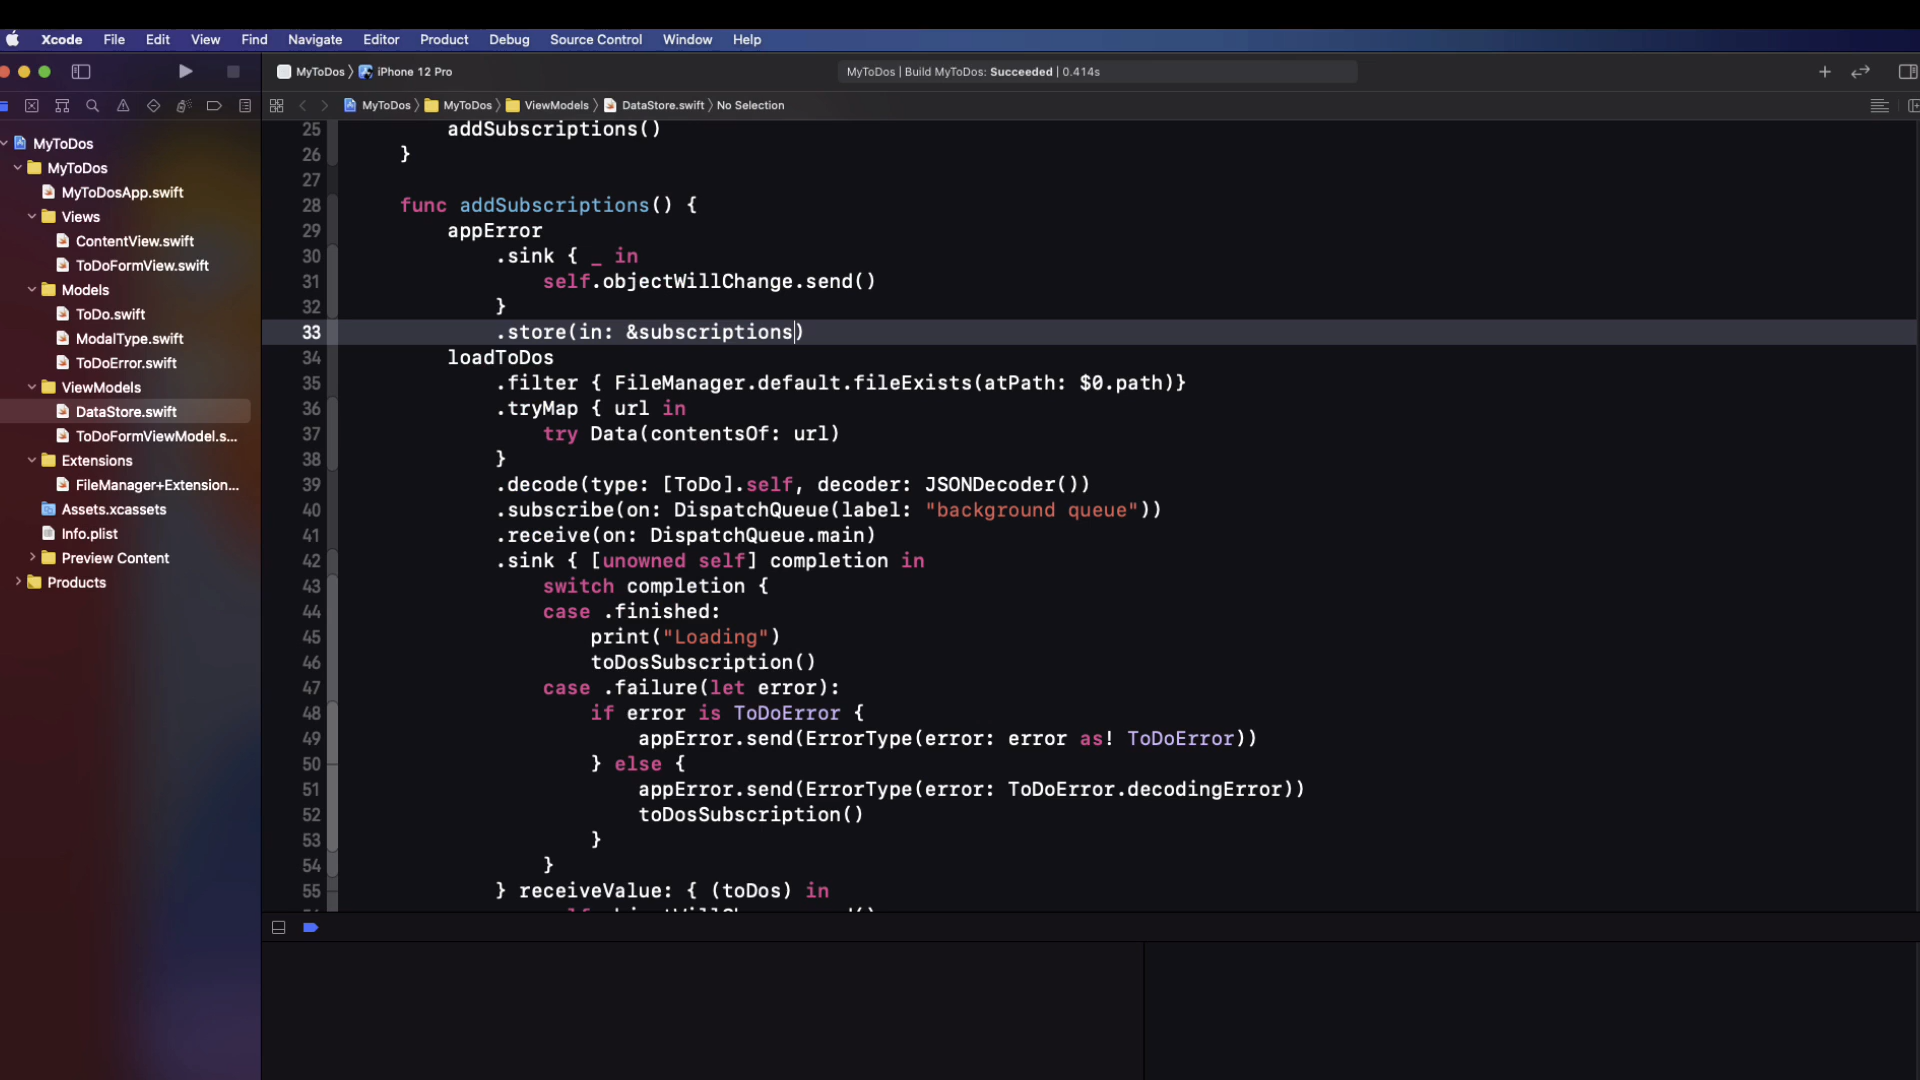 Xcode File Edit View Find Navigate Editor Product Debug Source Control Window Help
MyToDos 〉 iPhone 12 Pro
MyToDos | Build MyToDos: Succeeded | 0.414s
MyToDos 〉 MyToDos 〉 ViewModels 〉 DataStore.swift 〉 No Selection
MyToDos
MyToDos
MyToDosApp.swift
Views
ContentView.swift
ToDoFormView.swift
Models
ToDo.swift
ModalType.swift
ToDoError.swift
ViewModels
DataStore.swift
ToDoFormViewModel.s...
Extensions
FileManager+Extension...
Assets.xcassets
Info.plist
Preview Content
Products
25 addSubscriptions()
26 }
27
28 func addSubscriptions() {
29 appError
30 .sink { _ in
31 self.objectWillChange.send()
32 }
33 .store(in: &subscriptions)
34 loadToDos
35 .filter { FileManager.default.fileExists(atPath: $0.path)}
36 .tryMap { url in
37 try Data(contentsOf: url)
38 }
39 .decode(type: [ToDo].self, decoder: JSONDecoder())
40 .subscribe(on: DispatchQueue(label: "background queue"))
41 .receive(on: DispatchQueue.main)
42 .sink { [unowned self] completion in
43 switch completion {
44 case .finished:
45 print("Loading")
46 toDosSubscription()
47 case .failure(let error):
48 if error is ToDoError {
49 appError.send(ErrorType(error: error as! ToDoError))
50 } else {
51 appError.send(ErrorType(error: ToDoError.decodingError))
52 toDosSubscription()
53 }
54 }
55 } receiveValue: { (toDos) in